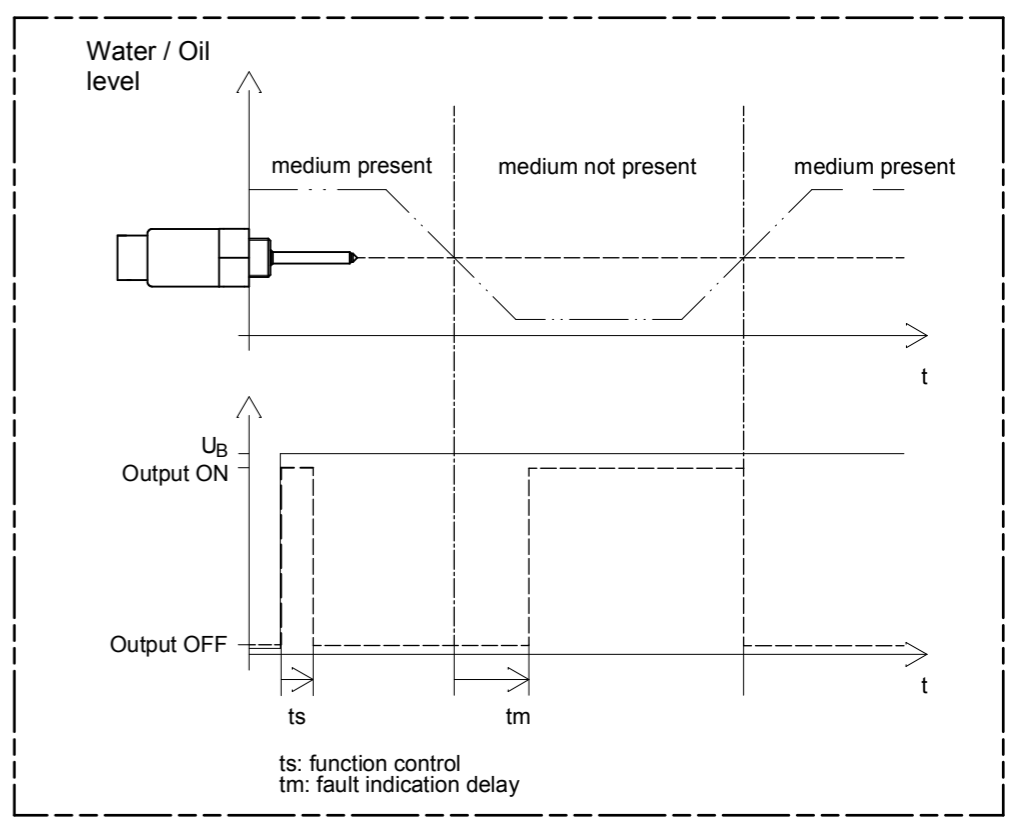 Water / Oil
level
medium present
medium not present
medium present
t
UB
Output ON
Output OFF
t
ts
tm
ts: function control
tm: fault indication delay